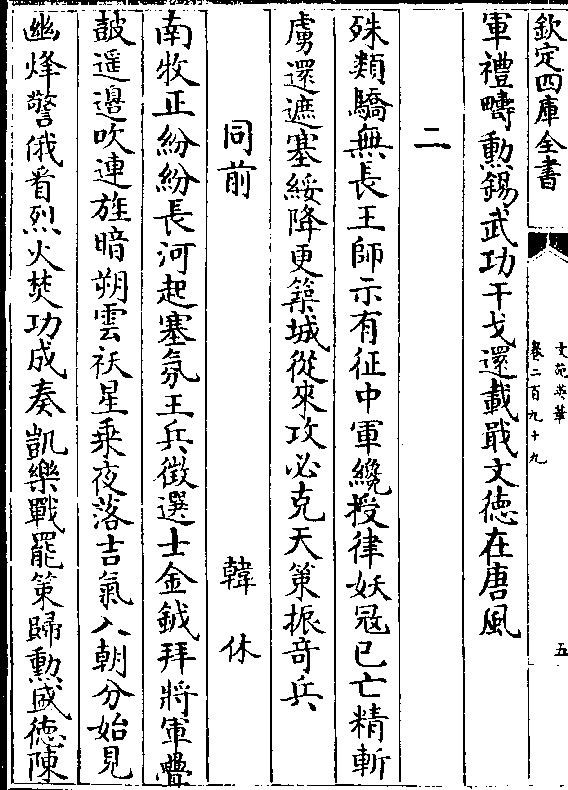 欽定四庫全書
文苑英華
卷二百九十九
五
軍禮疇勲錫武功干戈還載戢文徳在唐風
二
殊類驕無長王師示有征中軍纔授律妖冦已亡精斬
虜還遮塞綏降更築城從來攻必克天策振竒兵
同前
韓休
南牧正紛紛長河起塞氛王兵徴選士金鉞拜將軍疊
鼓遥邉吹連旌暗朔雲祅星乘夜落吉氣入朝分始見
幽烽警俄看烈火焚功成奏凱樂戰罷策歸勲盛徳陳